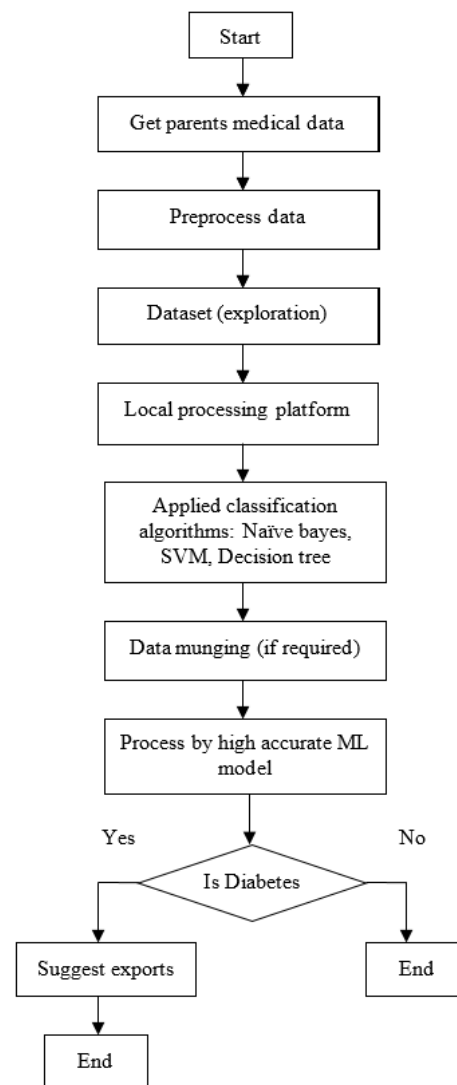 Start
Get parents medical data
Preprocess data
Dataset (exploration)
Local processing platform
Applied classification
algorithms: Naïve bayes,
SVM, Decision tree
Data munging (if required)
Process by high accurate ML
model
Yes
No
Is Diabetes
Suggest exports
End
End